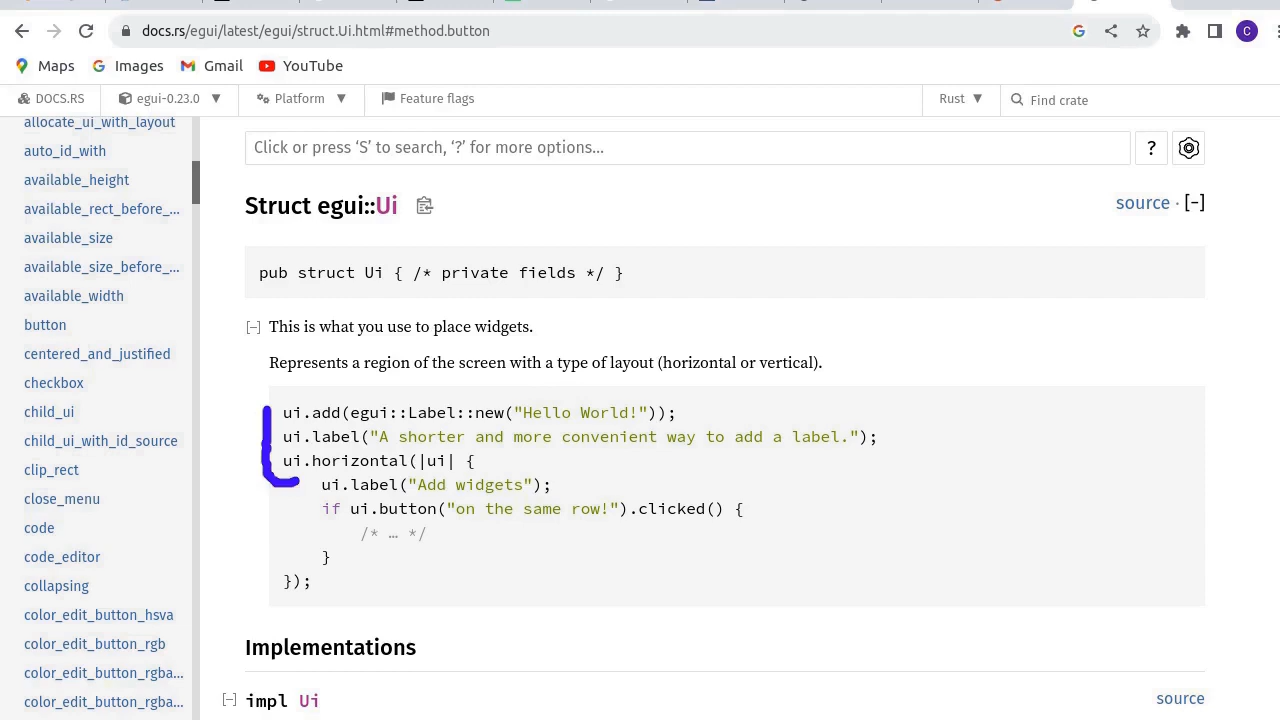 docs.rs/egui/latest/egui/struct.Ui.html#method.button
C
Maps Images Gmail YouTube
DOCS.RS egui-0.23.0 ▼ Platform ▼ Feature flags Rust ▼ Find crate
allocate_ui_with_layout
auto_id_with
available_height
available_rect_before_...
available_size
available_size_before_...
available_width
button
centered_and_justified
checkbox
child_ui
child_ui_with_id_source
clip_rect
close_menu
code
code_editor
collapsing
color_edit_button_hsva
color_edit_button_rgb
color_edit_button_rgba...
color_edit_button_rgba...
Click or press ‘S’ to search, ‘?’ for more options…
?
Struct egui::Ui
source · [-]
pub struct Ui { /* private fields */ }
[-] This is what you use to place widgets.
Represents a region of the screen with a type of layout (horizontal or vertical).
ui.add(egui::Label::new("Hello World!"));
ui.label("A shorter and more convenient way to add a label.");
ui.horizontal(|ui| {
    ui.label("Add widgets");
    if ui.button("on the same row!").clicked() {
        /* … */
    }
});
Implementations
[-] impl Ui
source